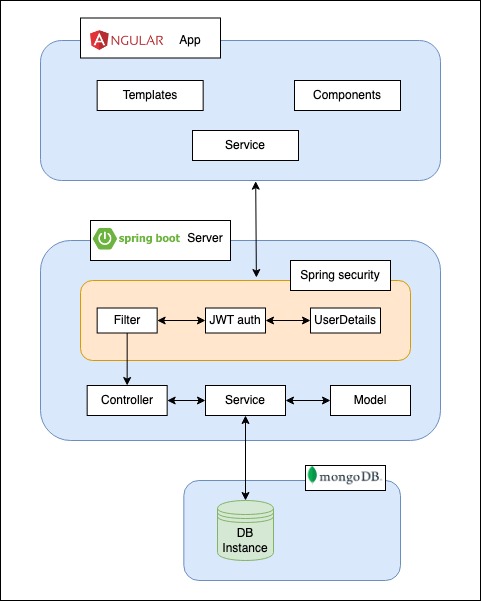 ANGULAR App
Templates
Components
Service
spring boot Server
Spring security
Filter
JWT auth
UserDetails
Controller
Service
Model
mongoDB.
DB
Instance